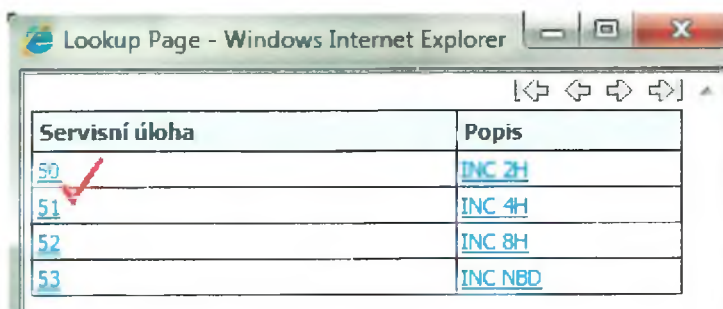 Lookup Page - Windows Internet Explorer
Servisní úloha Popis
50 INC 2H
51 INC 4H
52 INC 8H
53 INC NBD